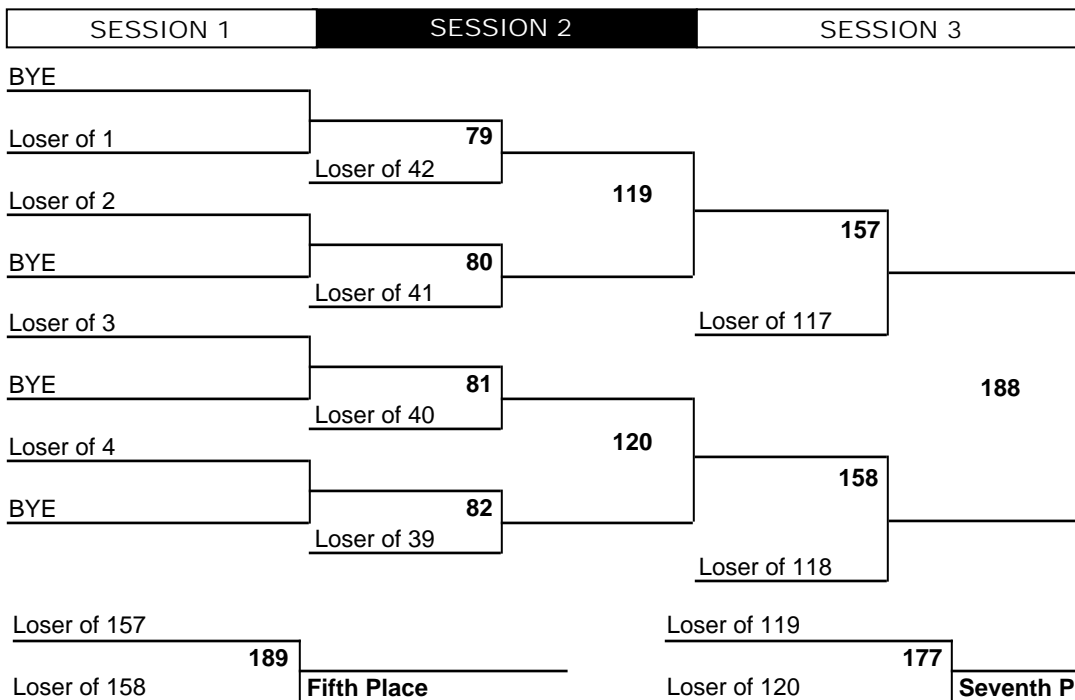 SESSION 1 SESSION 2 SESSION 3
BYE
Loser of 1
79
Loser of 42
Loser of 2
119
157
BYE
80
Loser of 41
Loser of 3
Loser of 117
BYE
81
188
Loser of 40
Loser of 4
120
158
BYE
82
Loser of 39
Loser of 118
Loser of 157
189
Loser of 158
Fifth Place
Loser of 119
177
Loser of 120
Seventh P